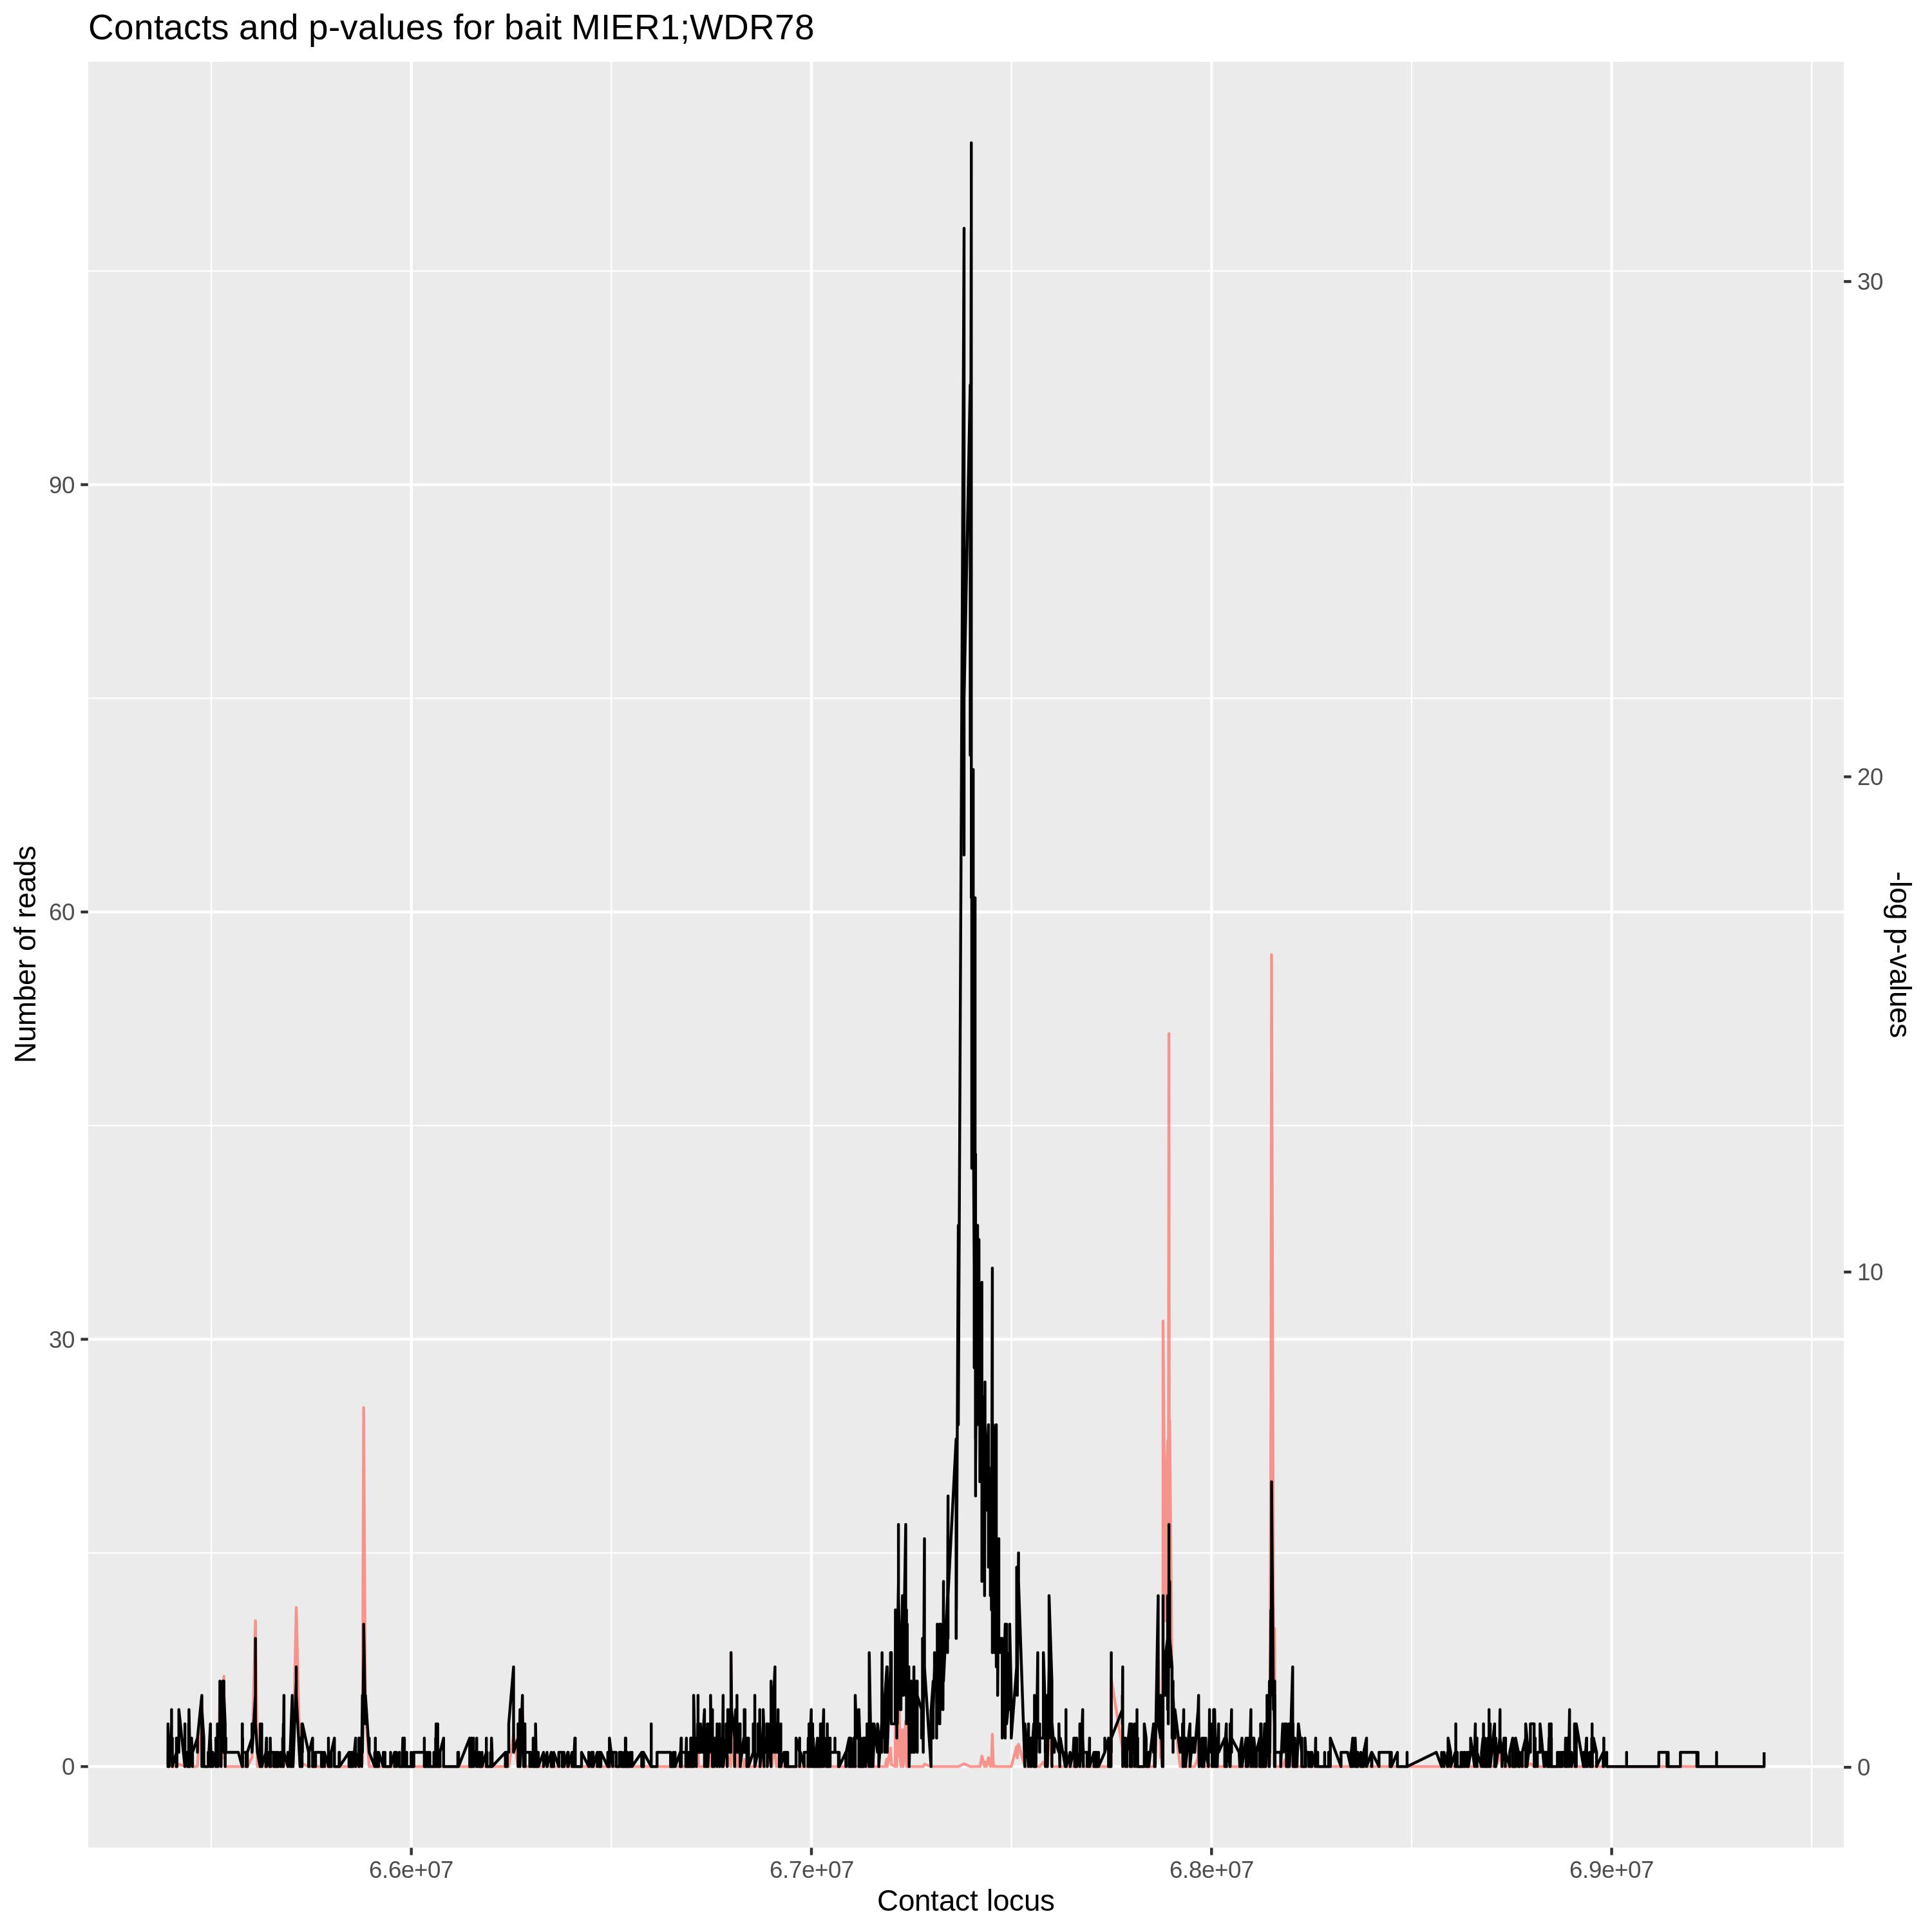 Contacts and p-values for bait MIER1;WDR78
Number of reads
90
60
30
0
30
20
10
0
-log p-values
6.6e+07
6.7e+07
6.8e+07
6.9e+07
Contact locus